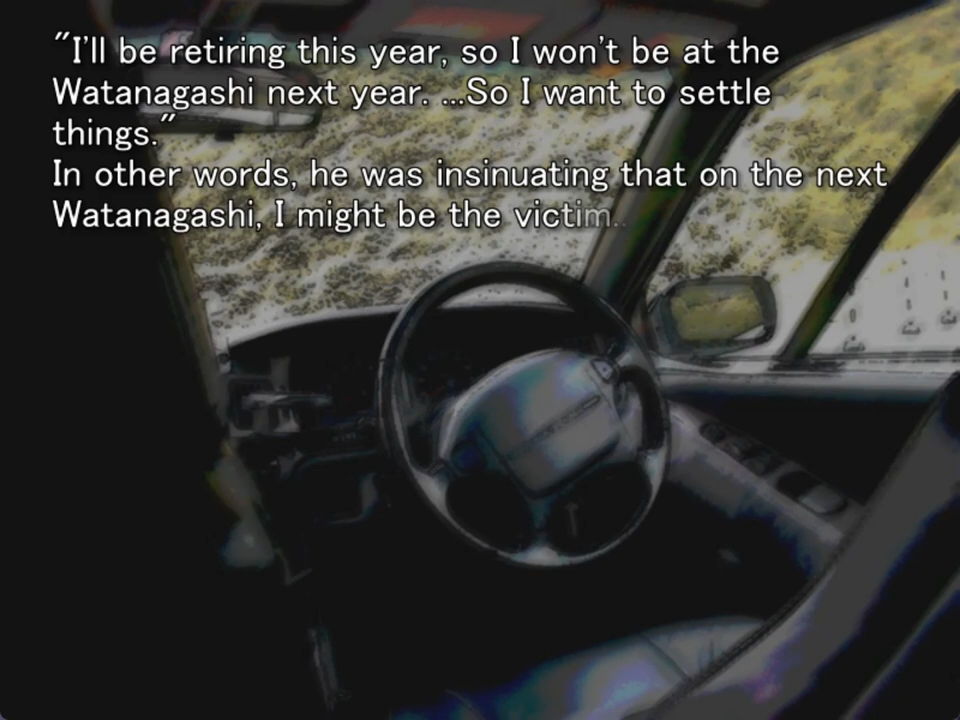 "I'll be retiring this year, so I won't be at the
Watanagashi next year. ...So I want to settle
things."
In other words, he was insinuating that on the next
Watanagashi, I might be the victim..